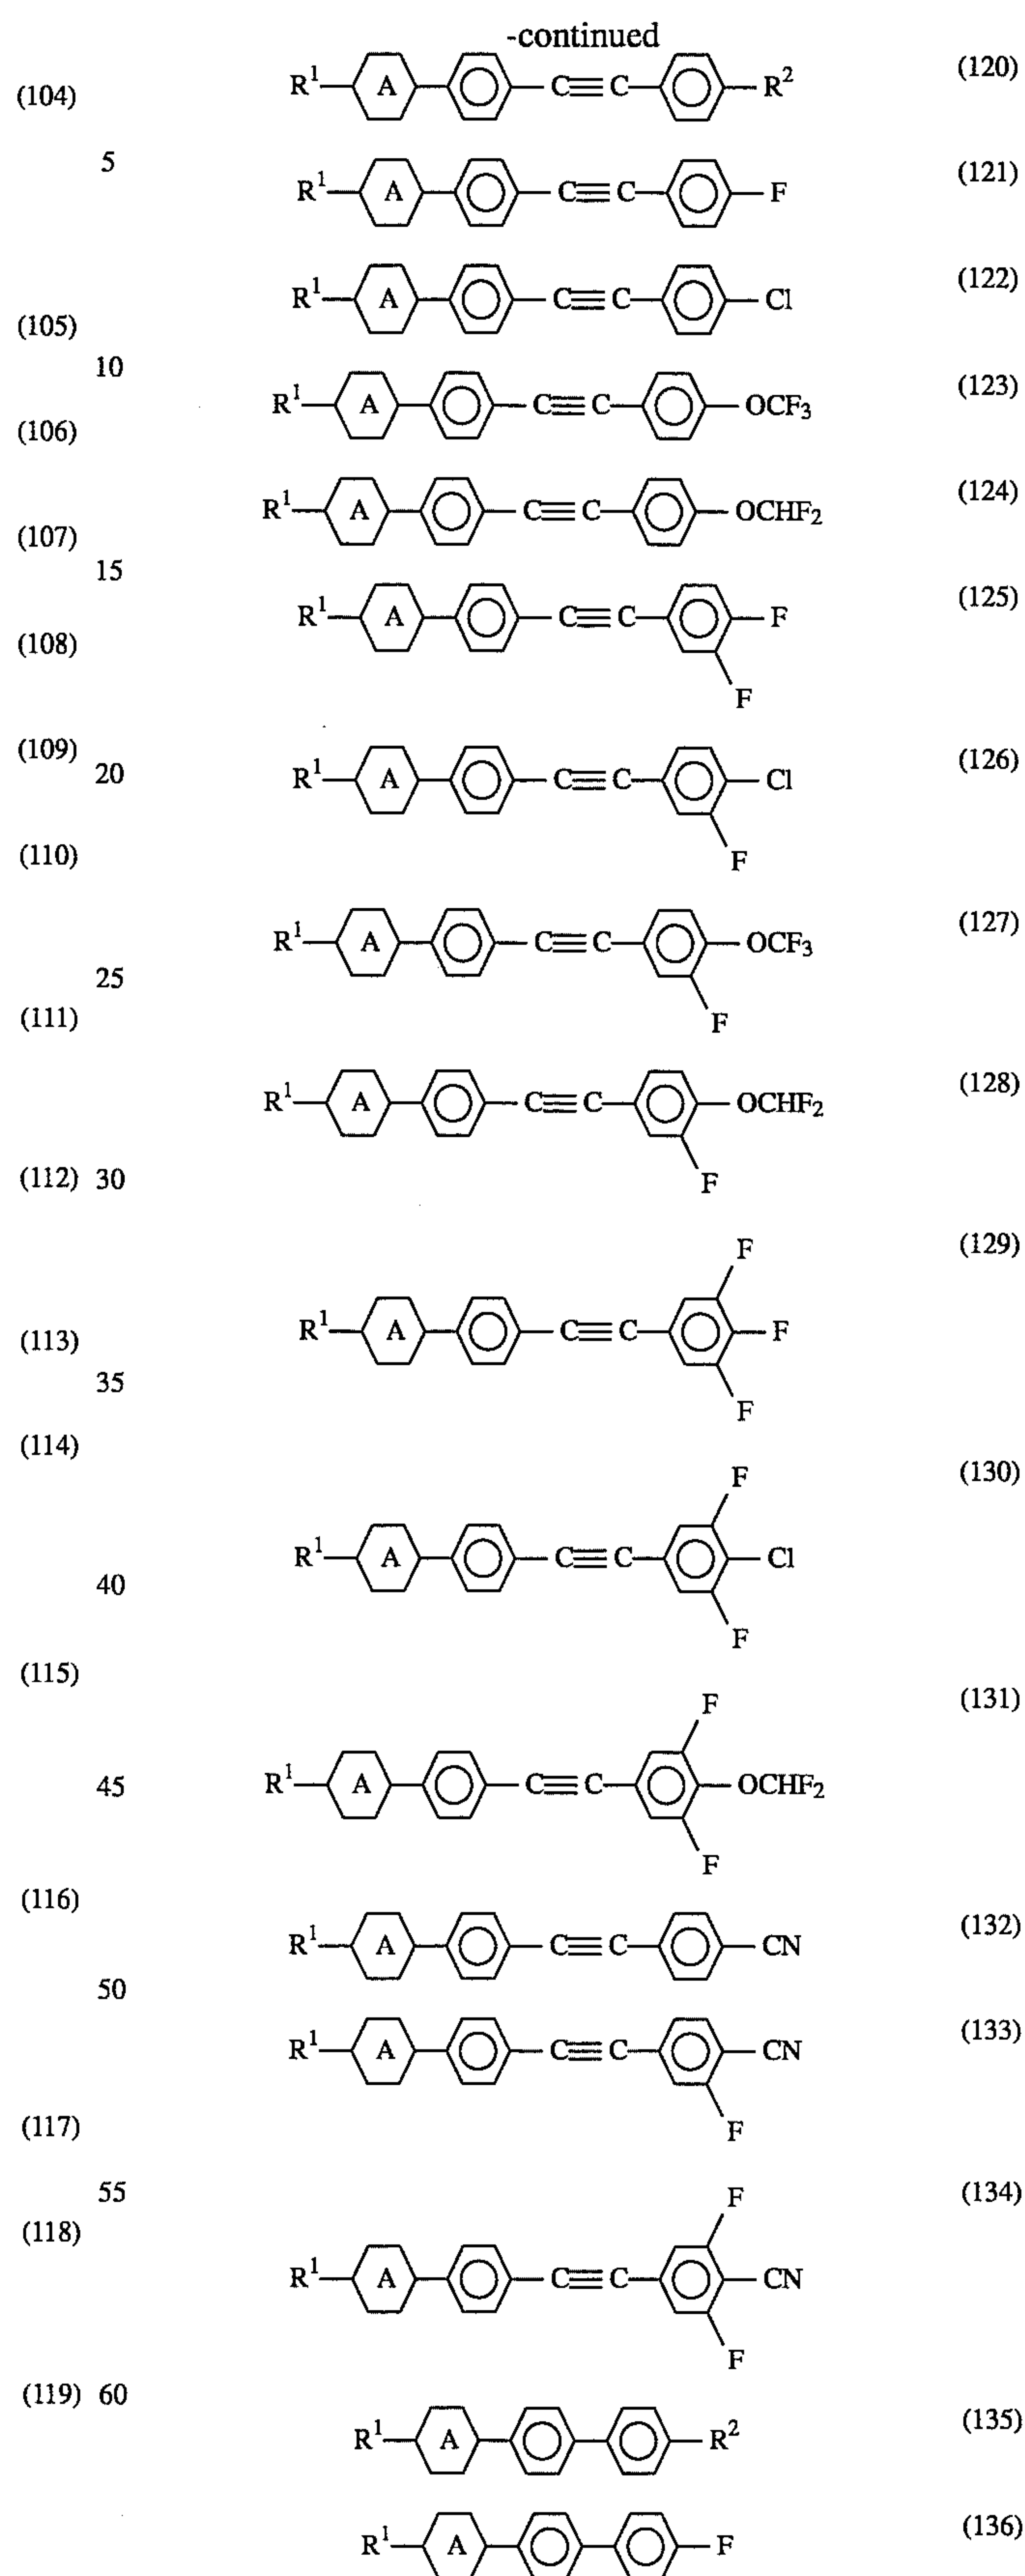 -continued
(104)
R¹ A C≡C R² (120)
5
R¹ A C≡C F (121)
R¹ A C≡C Cl (122)
(105)
10
R¹ A C≡C OCF₃ (123)
(106)
R¹ A C≡C OCHF₂ (124)
(107)
15
R¹ A C≡C F (125)
(108)
F
(109)
20
R¹ A C≡C Cl (126)
(110)
F
R¹ A C≡C OCF₃ (127)
25
(111)
F
R¹ A C≡C OCHF₂ (128)
(112) 30
F
F (129)
R¹ A C≡C F
(113)
35
F
(114)
F (130)
R¹ A C≡C Cl
40
F
(115)
F (131)
45 R¹ A C≡C OCHF₂
F
(116)
R¹ A C≡C CN (132)
50
R¹ A C≡C CN (133)
(117)
F
55
F (134)
(118)
R¹ A C≡C CN
F
(119) 60
R¹ A R² (135)
R¹ A F (136)